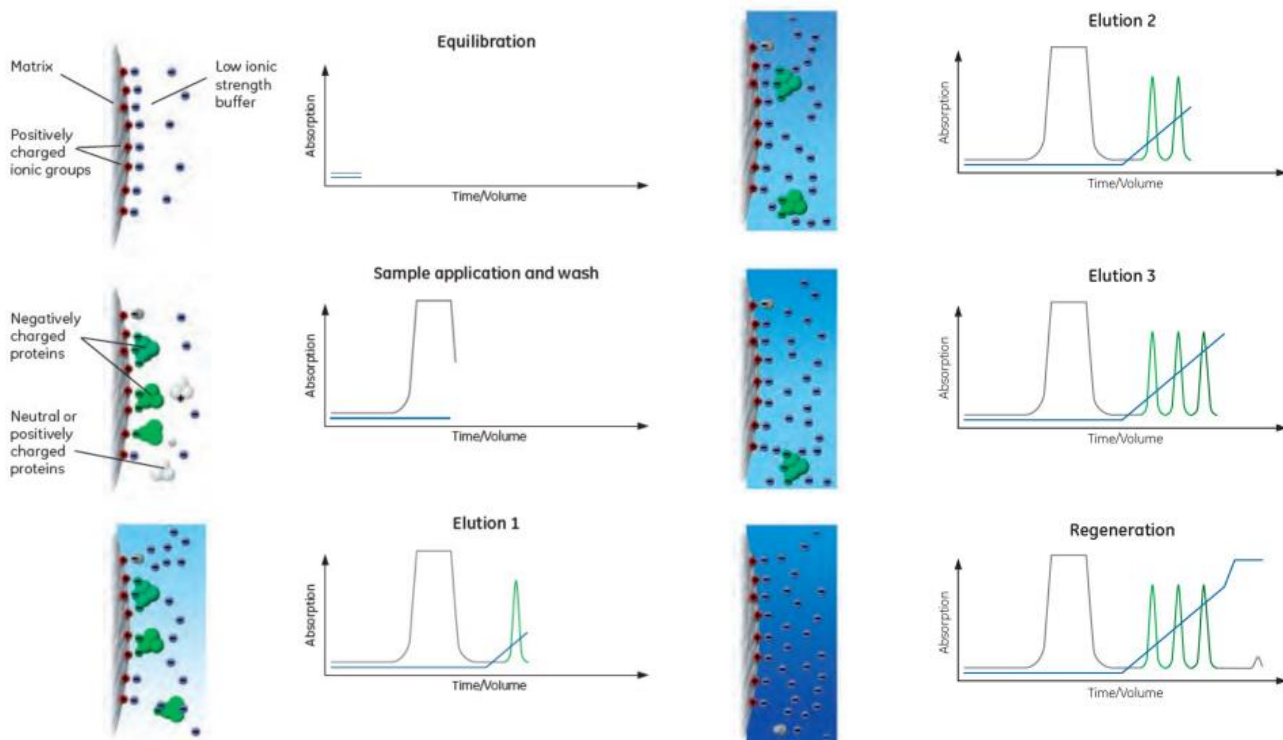 Equilibration
Matrix
Low ionic
strength
buffer
Positively
charged
ionic groups
Absorption
Time/Volume
Sample application and wash
Negatively
charged
proteins
Neutral or
positively
charged
proteins
Absorption
Time/Volume
Elution 1
Absorption
Time/Volume
Elution 2
Absorption
Time/Volume
Elution 3
Absorption
Time/Volume
Regeneration
Absorption
Time/Volume